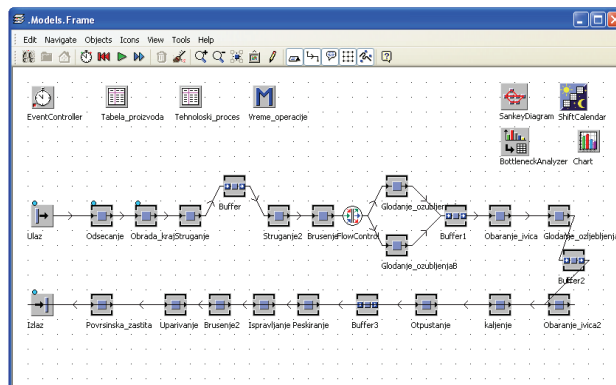 .Models.Frame
Edit Navigate Objects Icons View Tools Help
EventController Tabela_proizvoda Tehnoloski_proces Vreme_operacije SankeyDiagram ShiftCalendar
BottleneckAnalyzer Chart
Buffer Glodanje_ozubljenja
Ulaz Odsecanje Obrada_kraj Struganje Struganje2 Brusenje FlowControl Buffer1 Obaranje_ivica
Glodanje_ozubljenjaB
Buffer2
Izlaz Povrsinska_zastita Uparivanje Brusenje2 Ispravljanje Peskiranje Buffer3 Otpustanje kaljenje Obaranje_ivica2